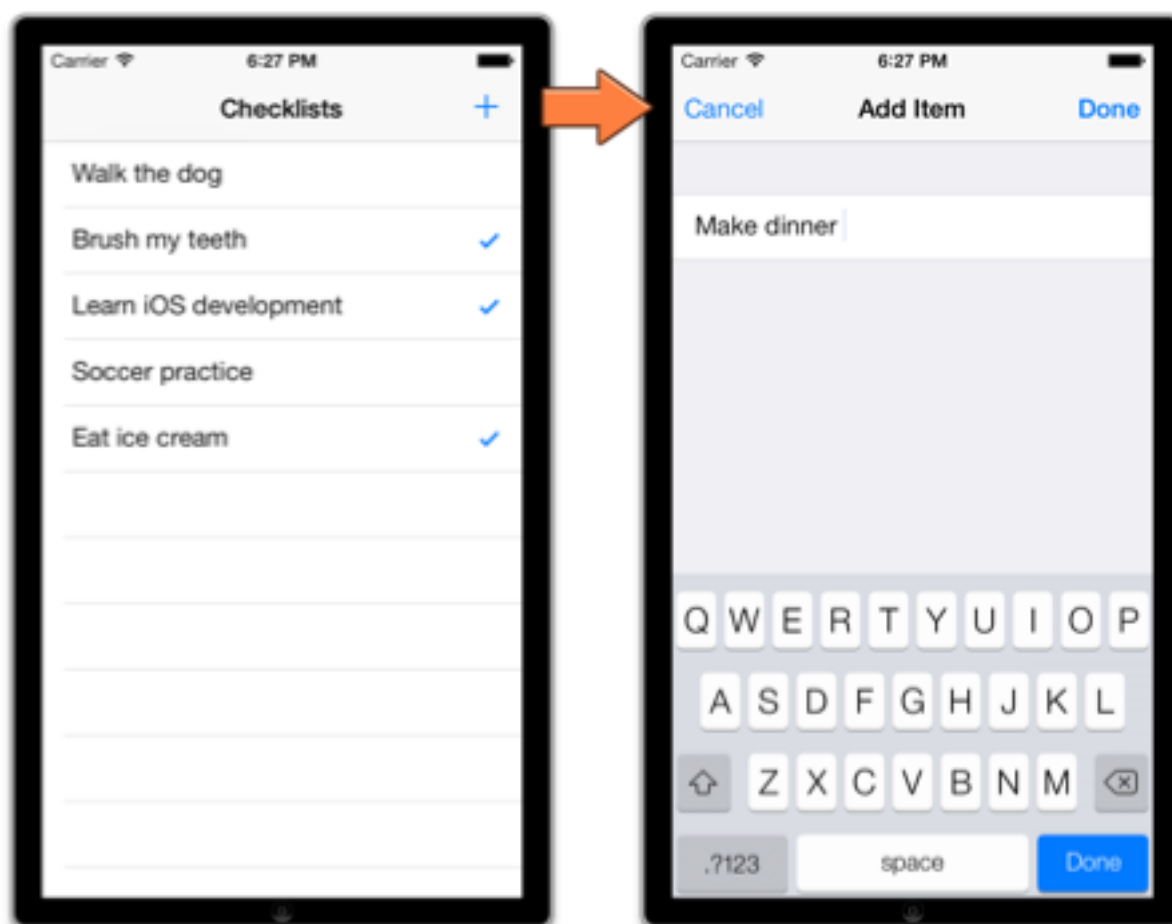 Carrier 6:27 PM
Checklists +
Walk the dog
Brush my teeth
Learn iOS development
Soccer practice
Eat ice cream
Carrier 6:27 PM
Cancel Add Item Done
Make dinner
Q W E R T Y U I O P
A S D F G H J K L
Z X C V B N M
.?123 space Done